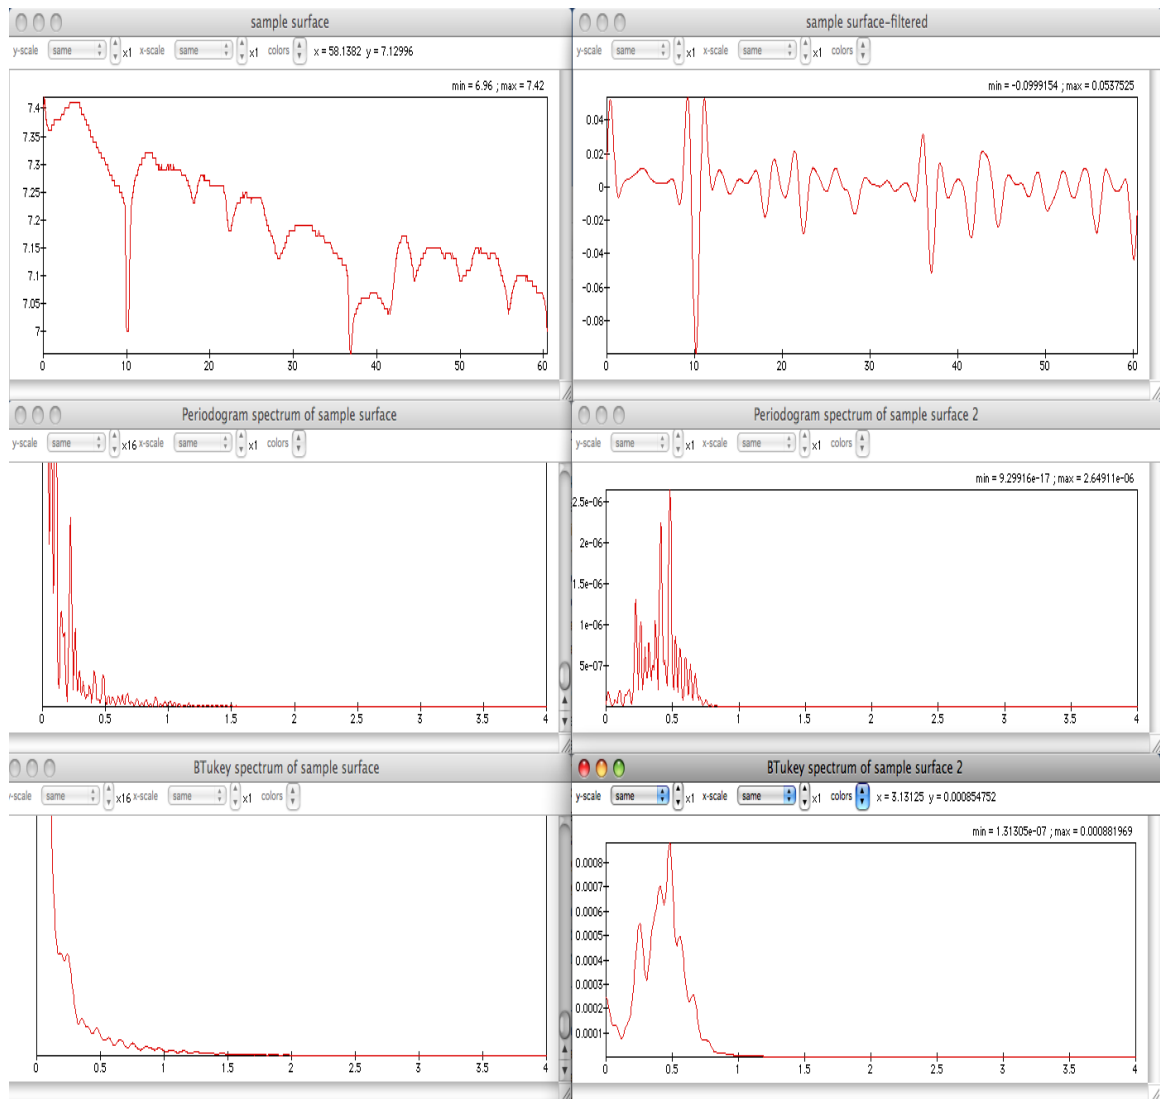 sample surface
y-scale same x1 x-scale same x1 colors x = 58.1382 y = 7.12996
min = 6.96 ; max = 7.42
7.4
7.35
7.3
7.25
7.2
7.15
7.1
7.05
7
0 10 20 30 40 50 60
sample surface-filtered
y-scale same x1 x-scale same x1 colors
min = -0.0999154 ; max = 0.0537525
0.04
0.02
0
-0.02
-0.04
-0.06
-0.08
0 10 20 30 40 50 60
Periodogram spectrum of sample surface
y-scale same x16 x-scale same x1 colors
0 0.5 1 1.5 2 2.5 3 3.5 4
Periodogram spectrum of sample surface 2
y-scale same x1 x-scale same x1 colors
min = 9.29916e-17 ; max = 2.64911e-06
2.5e-06
2e-06
1.5e-06
1e-06
5e-07
0 0.5 1 1.5 2 2.5 3 3.5 4
BTukey spectrum of sample surface
y-scale same x16 x-scale same x1 colors
0 0.5 1 1.5 2 2.5 3 3.5 4
BTukey spectrum of sample surface 2
y-scale same x1 x-scale same x1 colors x = 3.13125 y = 0.000854752
min = 1.31305e-07 ; max = 0.000881969
0.0008
0.0007
0.0006
0.0005
0.0004
0.0003
0.0002
0.0001
0 0.5 1 1.5 2 2.5 3 3.5 4